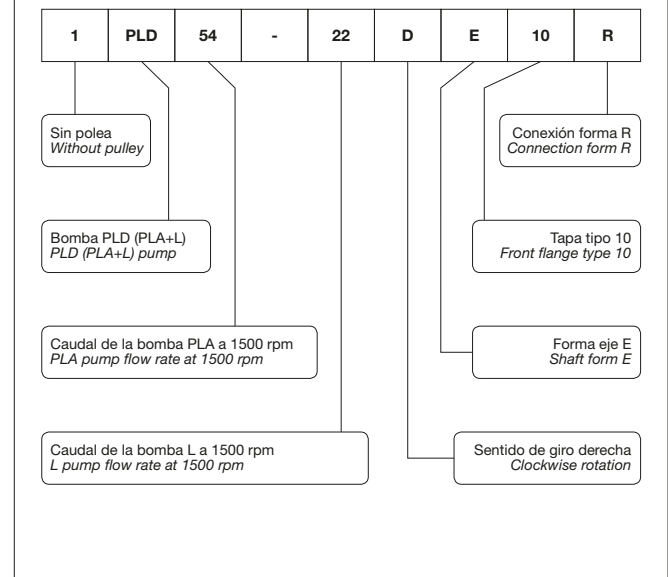 1 PLD 54 - 22 D E 10 R
Sin polea
Without pulley
Conexión forma R
Connection form R
Bomba PLD (PLA+L)
PLD (PLA+L) pump
Tapa tipo 10
Front flange type 10
Caudal de la bomba PLA a 1500 rpm
PLA pump flow rate at 1500 rpm
Forma eje E
Shaft form E
Caudal de la bomba L a 1500 rpm
L pump flow rate at 1500 rpm
Sentido de giro derecha
Clockwise rotation